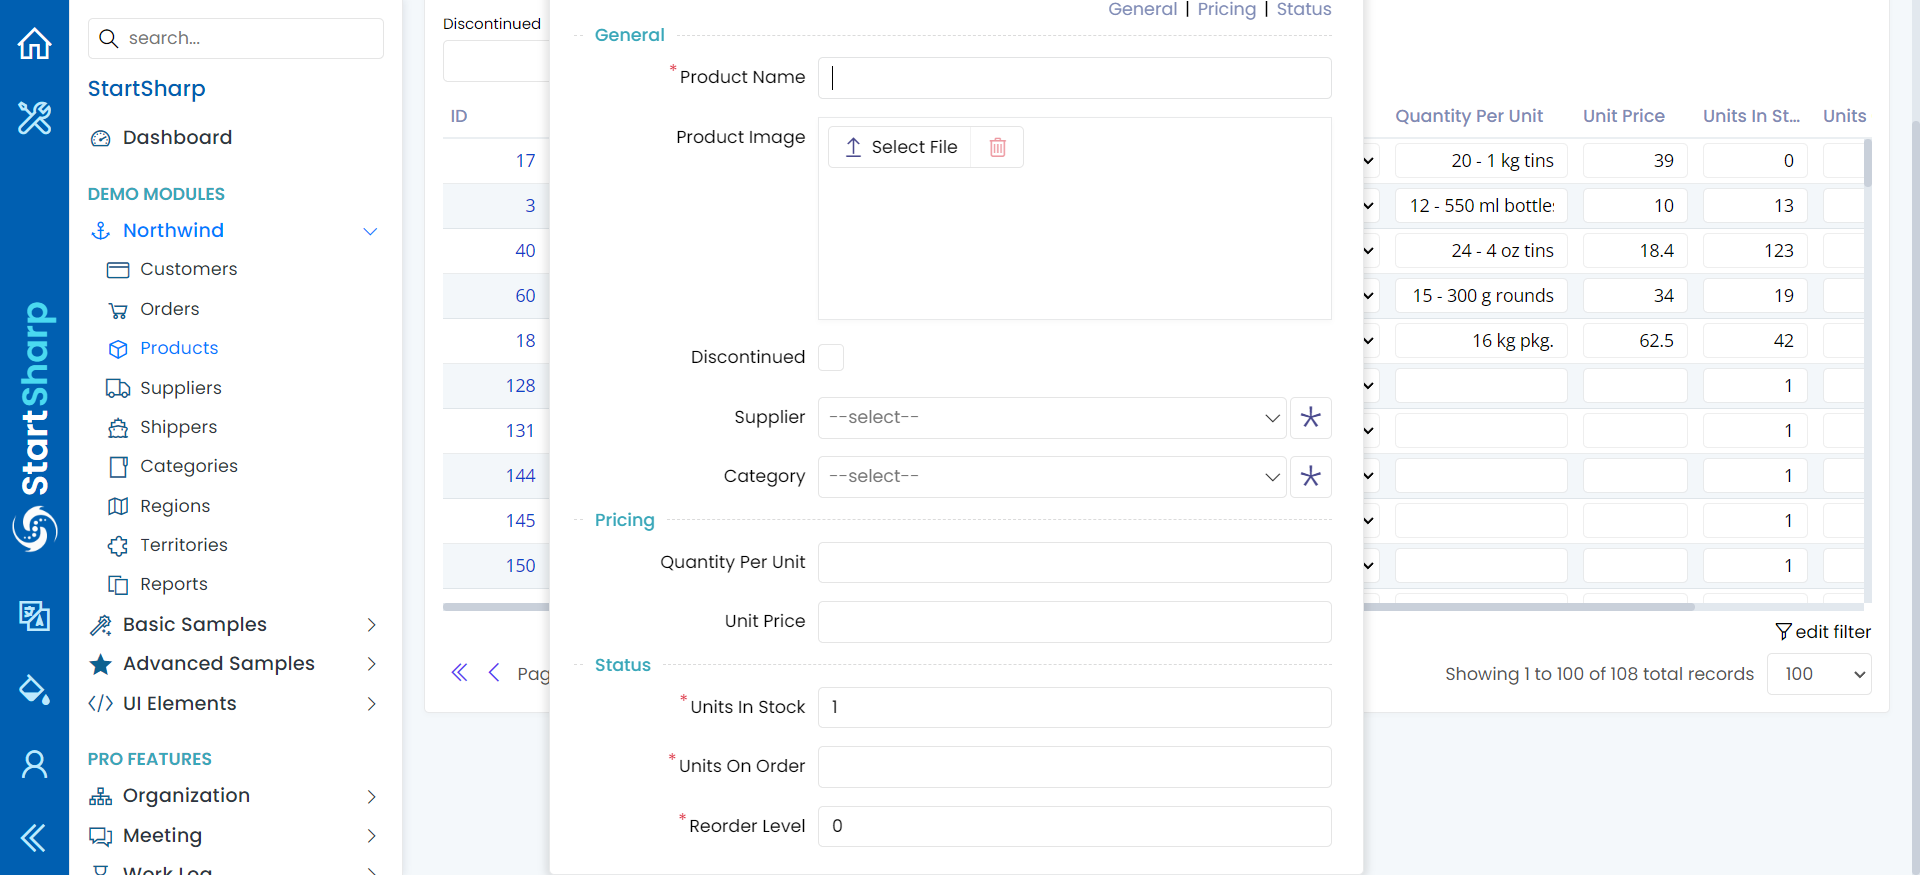 search...
StartSharp
Dashboard
DEMO MODULES
Northwind
Customers
Orders
Products
Suppliers
Shippers
Categories
Regions
Territories
Reports
Basic Samples
Advanced Samples
UI Elements
PRO FEATURES
Organization
Meeting
Work Log
StartSharp
Discontinued
ID
17
3
40
60
18
128
131
144
145
150
Pag
General | Pricing | Status
General
* Product Name
Product Image
Select File
Discontinued
Supplier
--select--
Category
--select--
Pricing
Quantity Per Unit
Unit Price
Status
* Units In Stock
1
* Units On Order
* Reorder Level
0
Quantity Per Unit Unit Price Units In St... Units
20 - 1 kg tins 39 0
12 - 550 ml bottles 10 13
24 - 4 oz tins 18.4 123
15 - 300 g rounds 34 19
16 kg pkg. 62.5 42
1
1
1
1
1
edit filter
Showing 1 to 100 of 108 total records 100